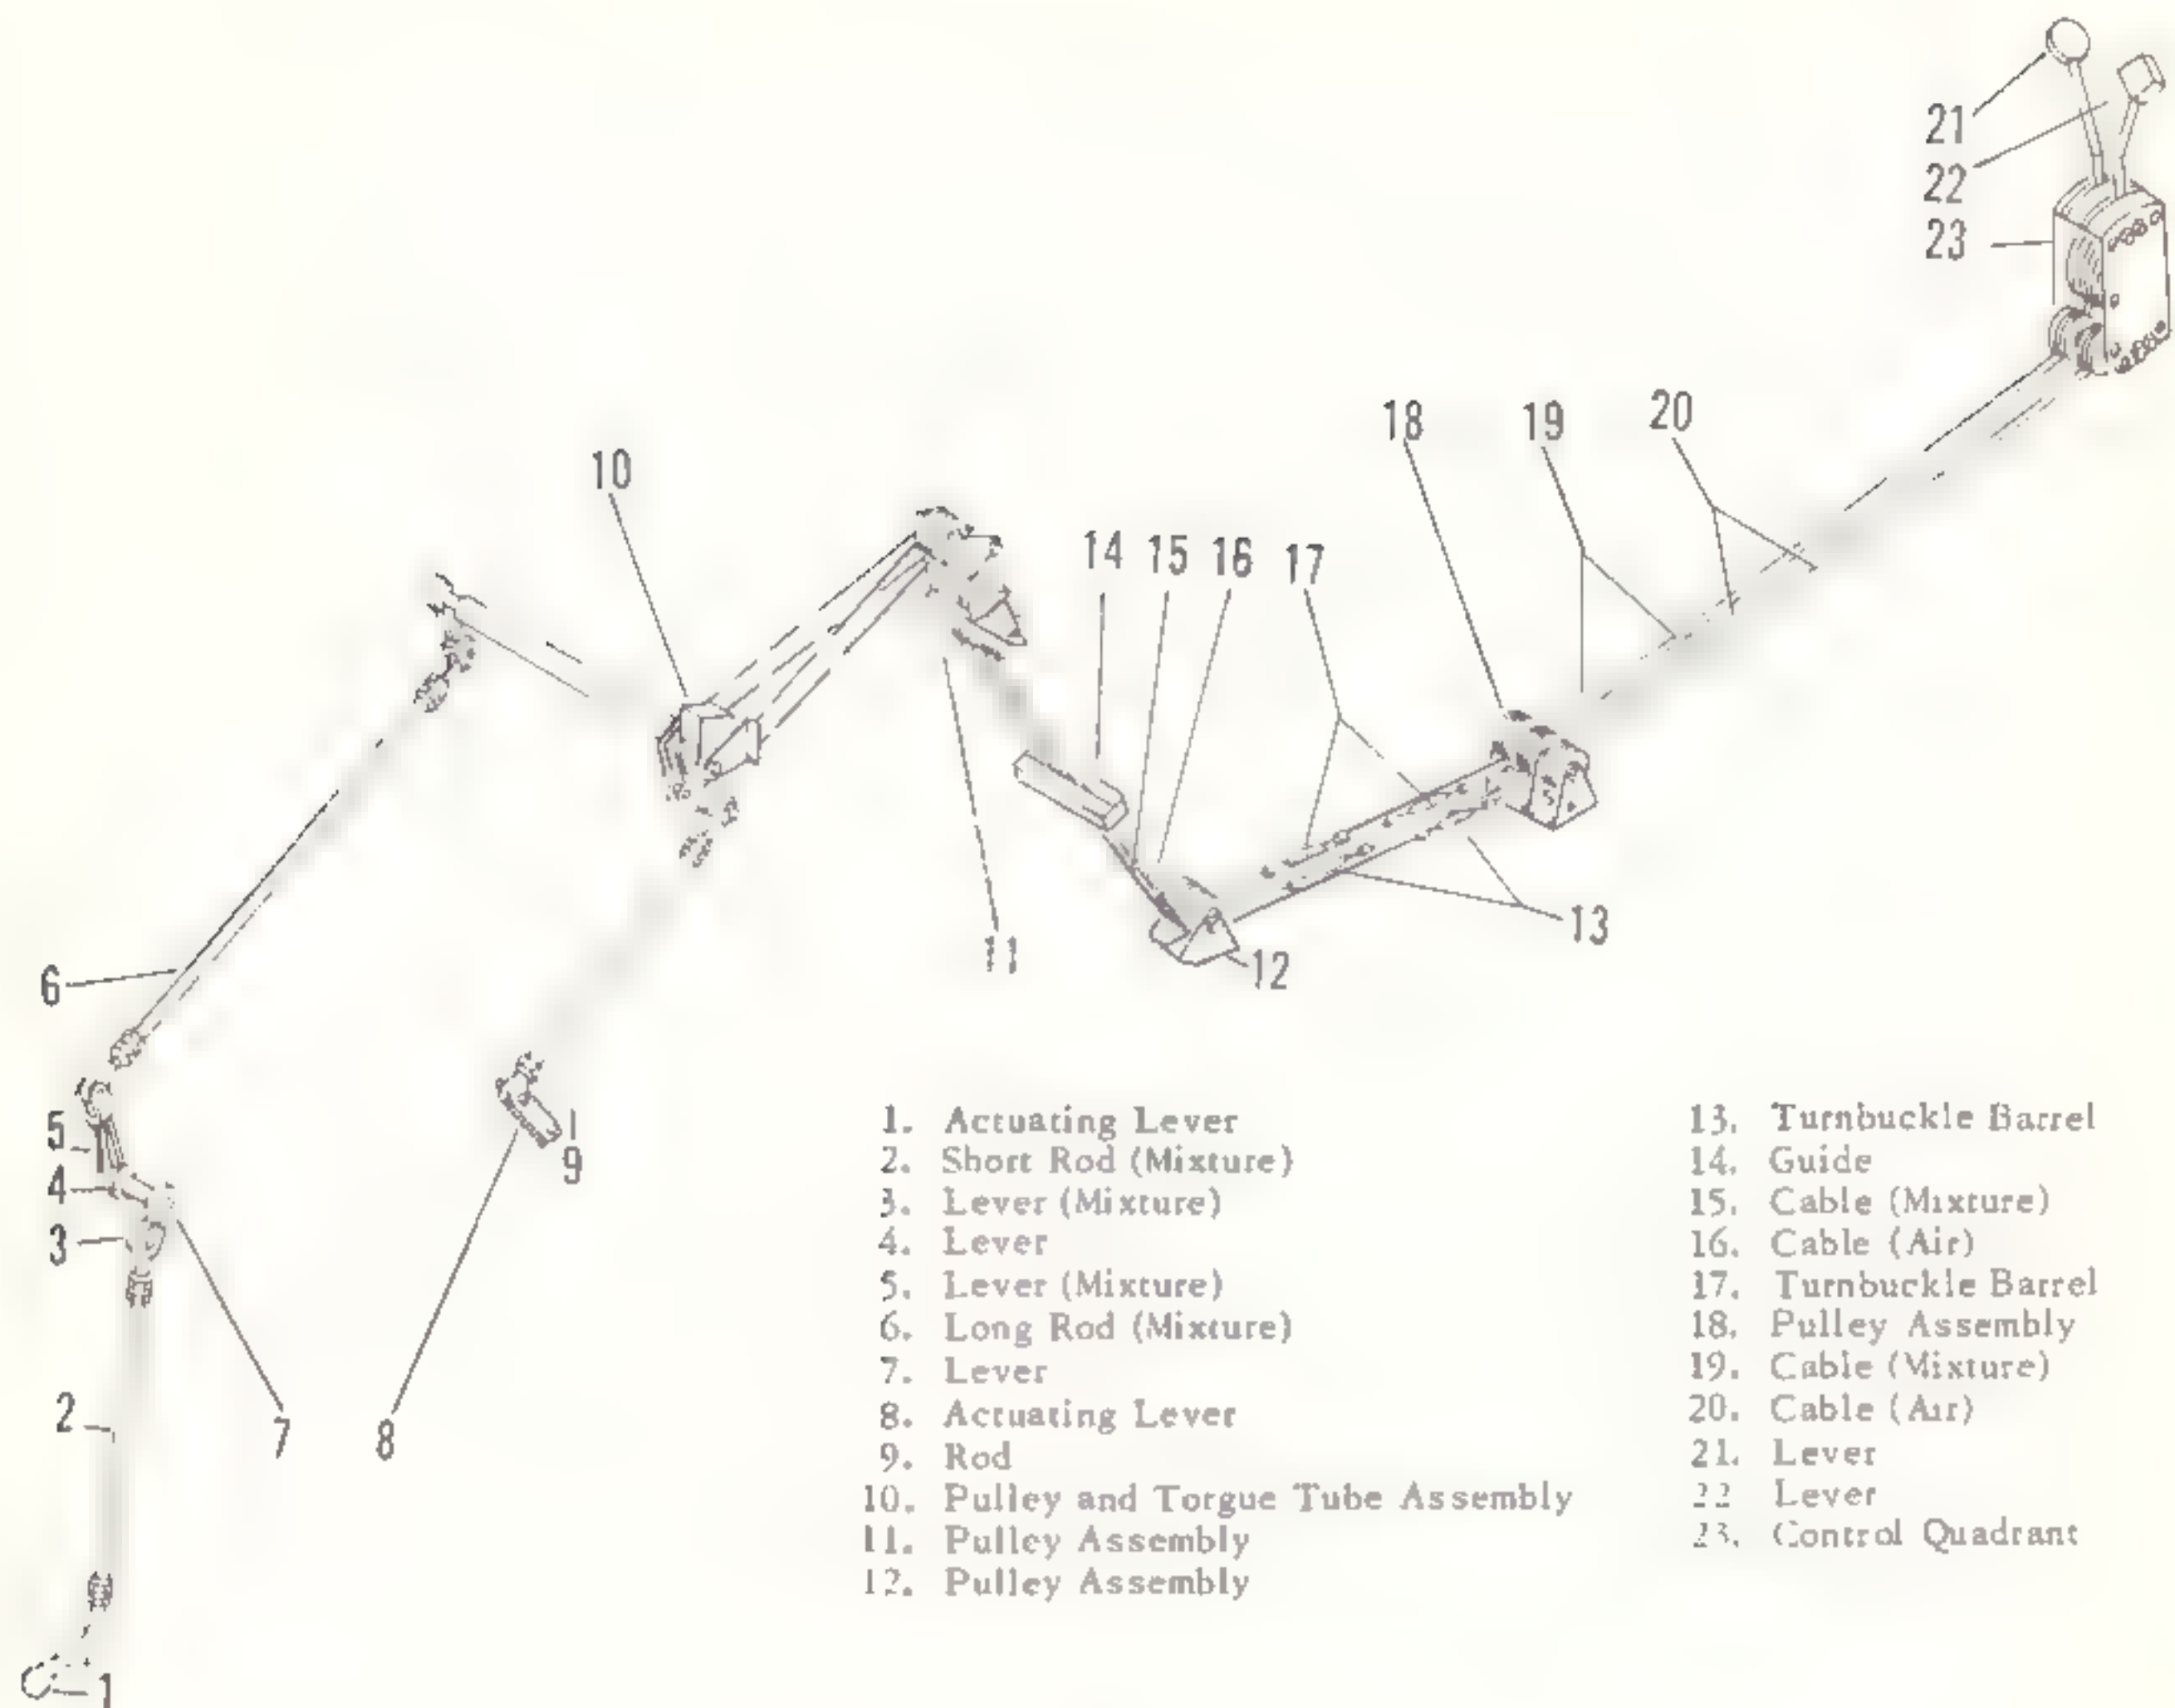 21
22
23
18 19 20
10
14 15 16 17
13
11
12
6
5
4
9
3
2
7
8
1
1. Actuating Lever
2. Short Rod (Mixture)
3. Lever (Mixture)
4. Lever
5. Lever (Mixture)
6. Long Rod (Mixture)
7. Lever
8. Actuating Lever
9. Rod
10. Pulley and Torgue Tube Assembly
11. Pulley Assembly
12. Pulley Assembly
13. Turnbuckle Barrel
14. Guide
15. Cable (Mixture)
16. Cable (Air)
17. Turnbuckle Barrel
18. Pulley Assembly
19. Cable (Mixture)
20. Cable (Air)
21. Lever
22 Lever
23. Control Quadrant